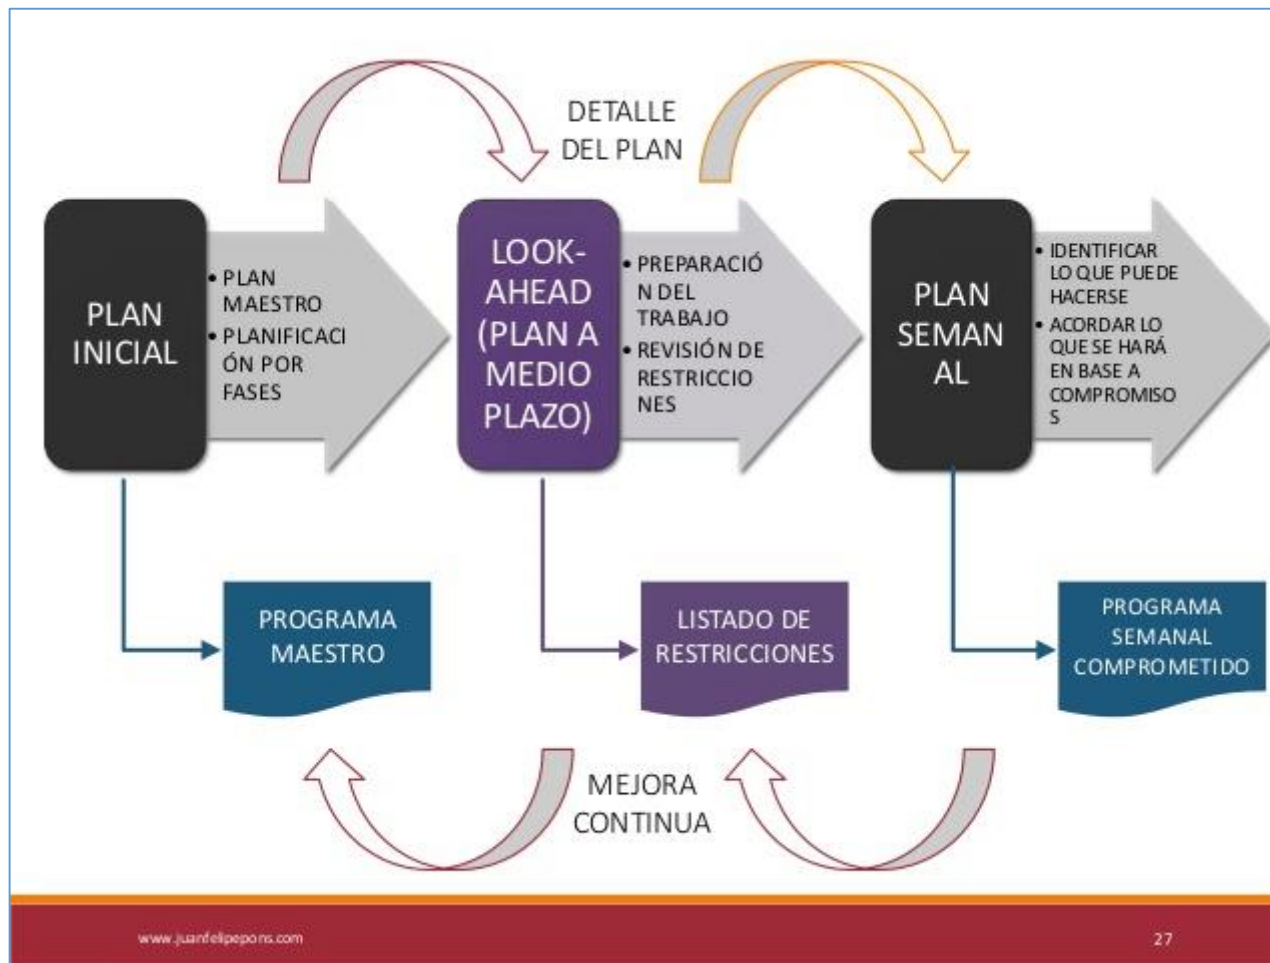 DETALLE
DEL PLAN
PLAN
INICIAL
• PLAN
MAESTRO
• PLANIFICACI
ÓN POR
FASES
LOOK-
AHEAD
(PLAN A
MEDIO
PLAZO)
• PREPARACIÓ
N DEL
TRABAJO
• REVISIÓN DE
RESTRICCIO
NES
PLAN
SEMAN
AL
• IDENTIFICAR
LO QUE PUEDE
HACERSE
• ACORDAR LO
QUE SE HARÁ
EN BASE A
COMPROMISO
S
PROGRAMA
MAESTRO
LISTADO DE
RESTRICCIONES
PROGRAMA
SEMANAL
COMPROMETIDO
MEJORA
CONTINUA
www.juanfelipepons.com
27